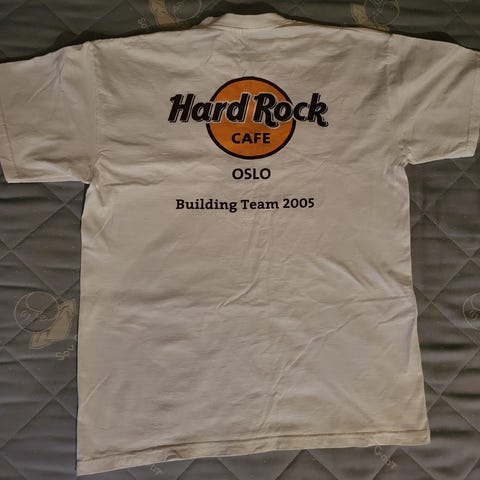 Hard Rock
CAFE
OSLO
Building Team 2005